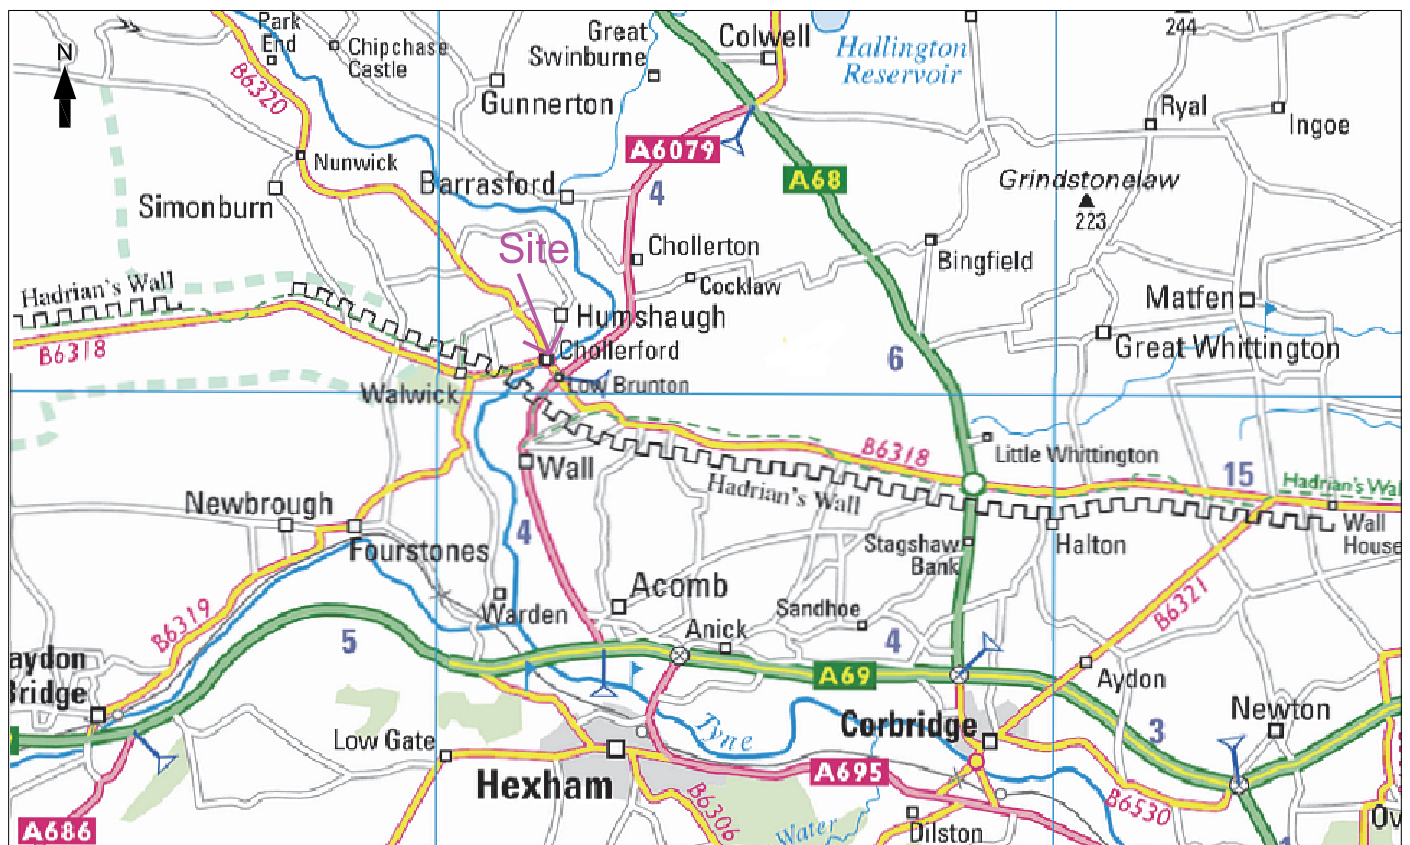 Park
End
Chipchase
Castle
Great
Swinburne
Colwell
Hallington
Reservoir
244
N
B6320
Gunnerton
Ryal
Ingoe
A6079
Nunwick
Barrasford
4
A68
Grindstonelaw
223
Simonburn
Site
Chollerton
Cocklaw
Bingfield
Hadrian's Wall
Matfen
Humshaugh
B6318
Chollerford
6
Great Whittington
Walwick
Low Brunton
B6318
Little Whittington
Wall
15
Hadrian's Wal
Hadrian's Wall
Newbrough
4
Wall
House
Fourstones
Stagshaw
Bank
Halton
Acomb
Warden
Sandhoe
B6321
B6319
5
Anick
4
aydon
Bridge
A69
Aydon
Tyne
Corbridge
3
Newton
Low Gate
Hexham
A695
B6306
B6530
A686
Water
Dilston
Ov